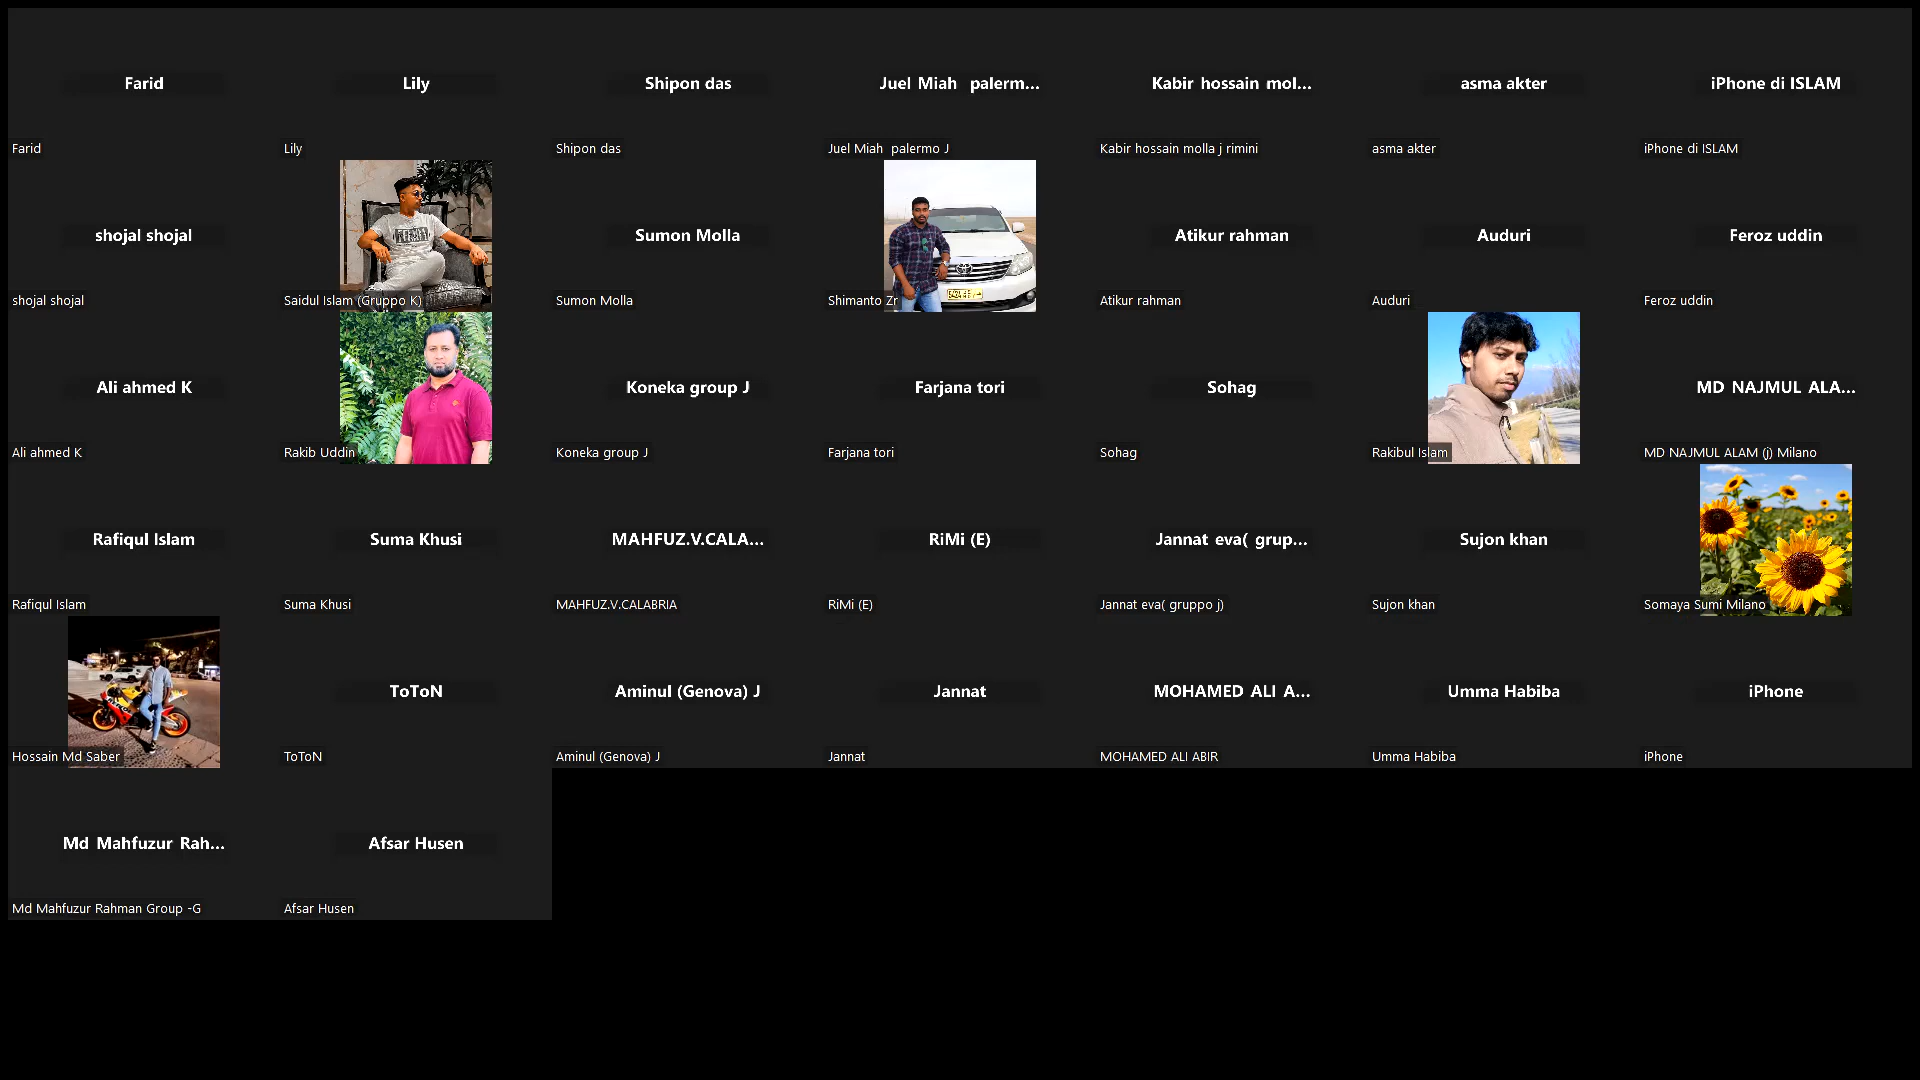 Farid
Lily
Shipon das
Juel Miah palerm...
Kabir hossain mol...
asma akter
iPhone di ISLAM
Farid
Lily
Shipon das
Juel Miah palermo J
Kabir hossain molla j rimini
asma akter
iPhone di ISLAM
shojal shojal
Sumon Molla
Atikur rahman
Auduri
Feroz uddin
shojal shojal
Saidul Islam (Gruppo K)
Sumon Molla
Shimanto Zr
Atikur rahman
Auduri
Feroz uddin
Ali ahmed K
Koneka group J
Farjana tori
Sohag
MD NAJMUL ALA...
Ali ahmed K
Rakib Uddin
Koneka group J
Farjana tori
Sohag
Rakibul Islam
MD NAJMUL ALAM (j) Milano
Rafiqul Islam
Suma Khusi
MAHFUZ.V.CALA...
RiMi (E)
Jannat eva( grup...
Sujon khan
Rafiqul Islam
Suma Khusi
MAHFUZ.V.CALABRIA
RiMi (E)
Jannat eva( gruppo j)
Sujon khan
Somaya Sumi Milano
ToToN
Aminul (Genova) J
Jannat
MOHAMED ALI A...
Umma Habiba
iPhone
Hossain Md Saber
ToToN
Aminul (Genova) J
Jannat
MOHAMED ALI ABIR
Umma Habiba
iPhone
Md Mahfuzur Rah...
Afsar Husen
Md Mahfuzur Rahman Group -G
Afsar Husen